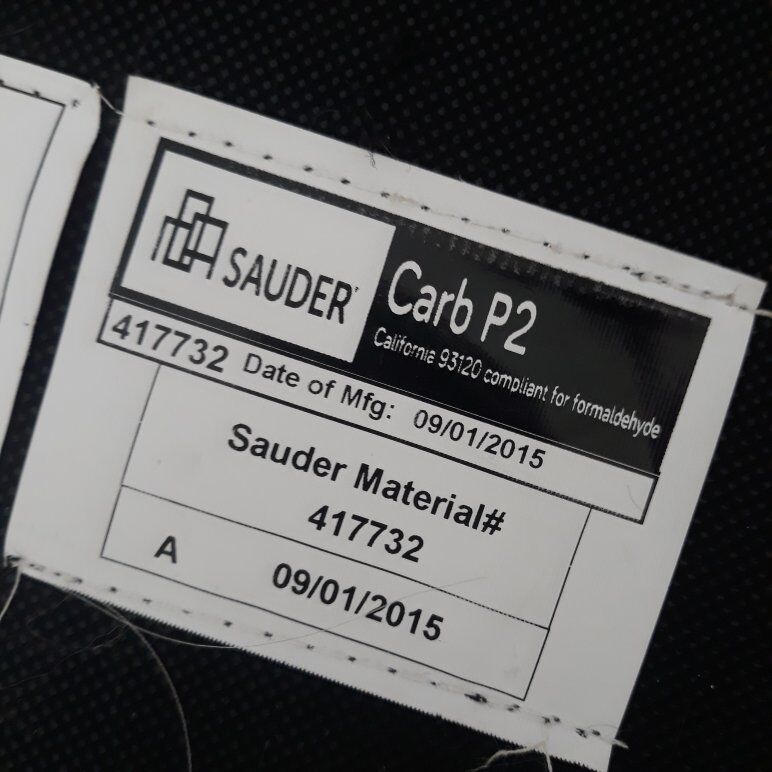 SAUDER
Carb P2
California 93120 compliant for formaldehyde
417732 Date of Mfg: 09/01/2015
Sauder Material#
417732
A 09/01/2015